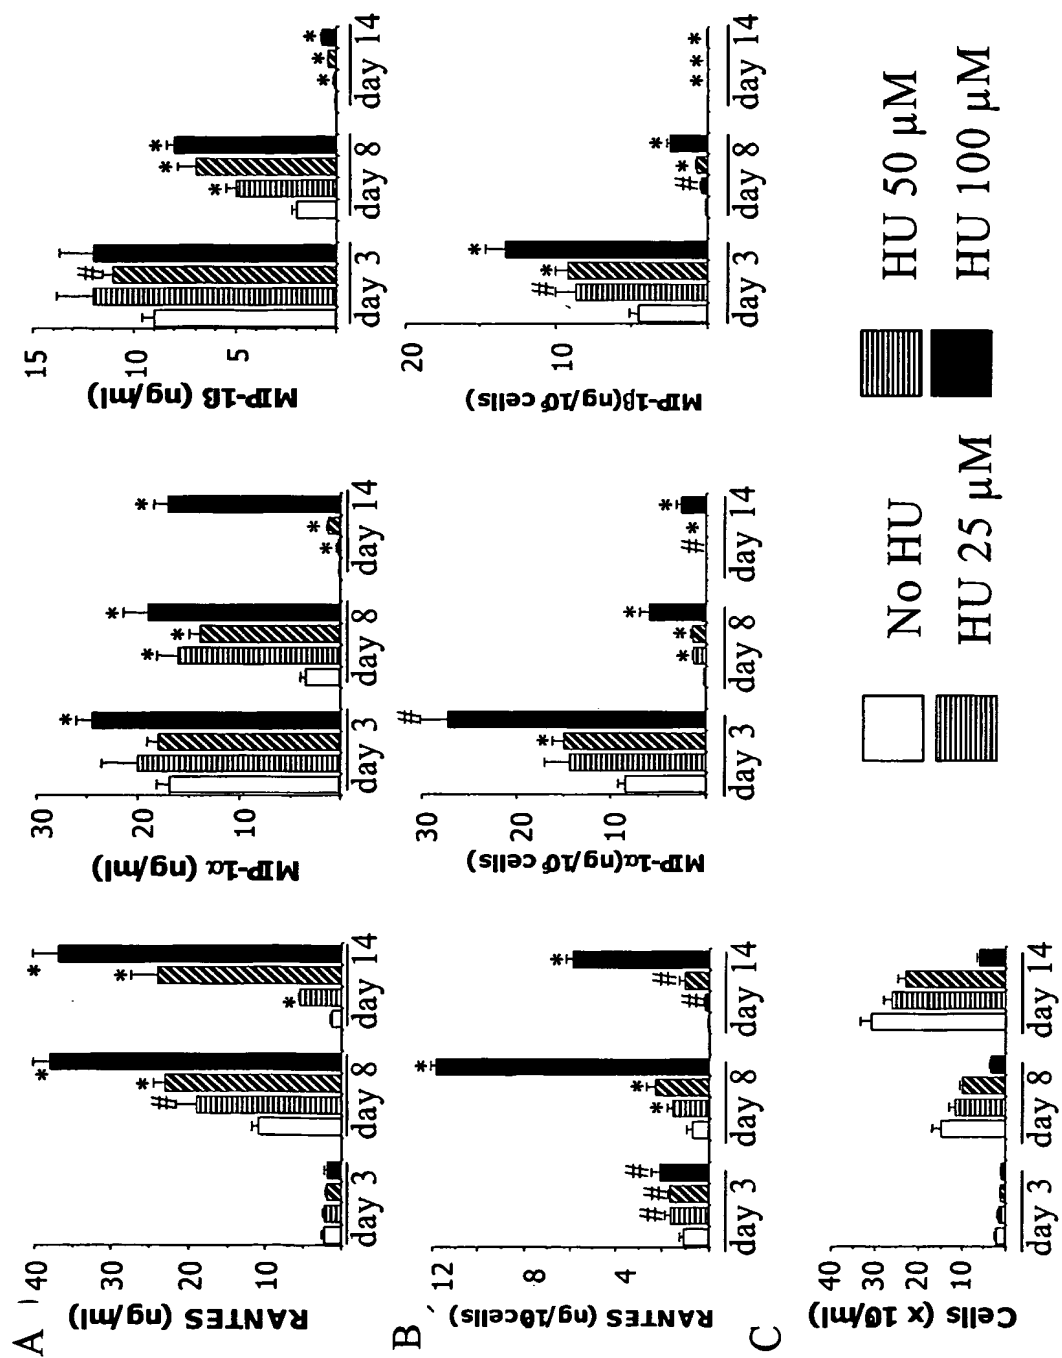 A
RANTES (ng/ml)
40
30
20
10
day 3
day 8
day 14
# * * * * *
MIP-1α (ng/ml)
30
20
10
day 3
day 8
day 14
* * * * * * *
MIP-1ß (ng/ml)
15
10
5
day 3
day 8
day 14
# * * * * * *
B
RANTES (ng/10 cells)
12
8
4
day 3
day 8
day 14
# # # * * * # # *
MIP-1α(ng/10⁶ cells)
30
20
10
day 3
day 8
day 14
* # * * * # * *
MIP-1β(ng/10⁶ cells)
20
10
day 3
day 8
day 14
# * * # * * * * *
C
Cells (x 10⁶/ml)
40
30
20
10
day 3
day 8
day 14
No HU
HU 50 µM
HU 25 µM
HU 100 µM